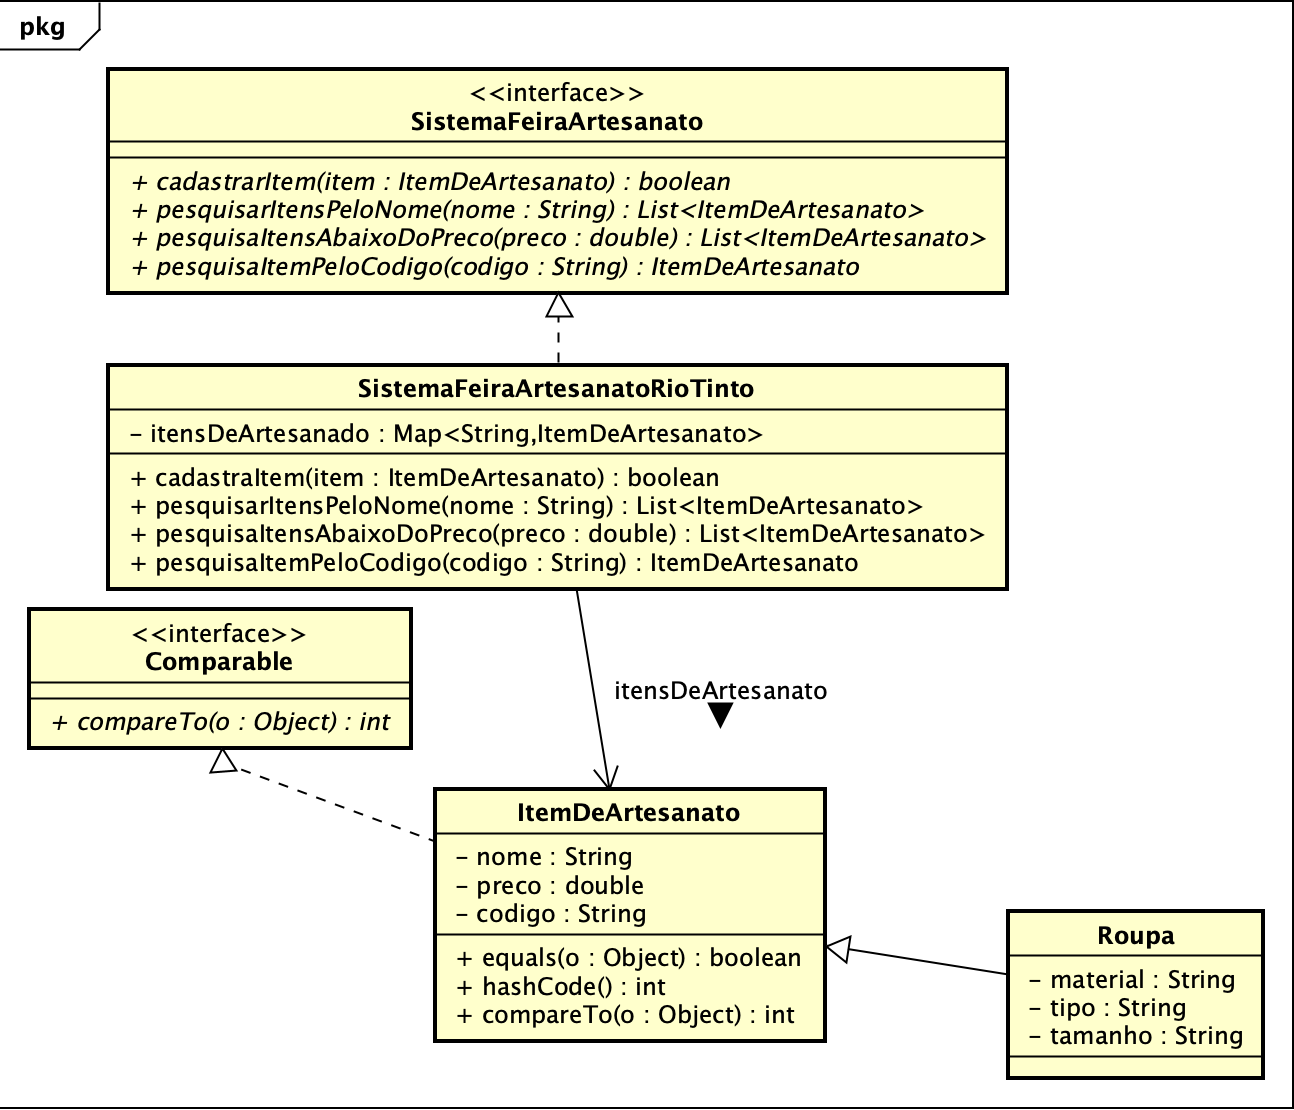 pkg
<<interface>>
SistemaFeiraArtesanato
+ cadastrarItem(item : ItemDeArtesanato) : boolean
+ pesquisarItensPeloNome(nome : String) : List<ItemDeArtesanato>
+ pesquisaItensAbaixoDoPreco(preco : double) : List<ItemDeArtesanato>
+ pesquisaItemPeloCodigo(codigo : String) : ItemDeArtesanato
SistemaFeiraArtesanatoRioTinto
- itensDeArtesanado : Map<String,ItemDeArtesanato>
+ cadastraItem(item : ItemDeArtesanato) : boolean
+ pesquisarItensPeloNome(nome : String) : List<ItemDeArtesanato>
+ pesquisaItensAbaixoDoPreco(preco : double) : List<ItemDeArtesanato>
+ pesquisaItemPeloCodigo(codigo : String) : ItemDeArtesanato
<<interface>>
Comparable
+ compareTo(o : Object) : int
itensDeArtesanato
ItemDeArtesanato
- nome : String
- preco : double
- codigo : String
+ equals(o : Object) : boolean
+ hashCode() : int
+ compareTo(o : Object) : int
Roupa
- material : String
- tipo : String
- tamanho : String